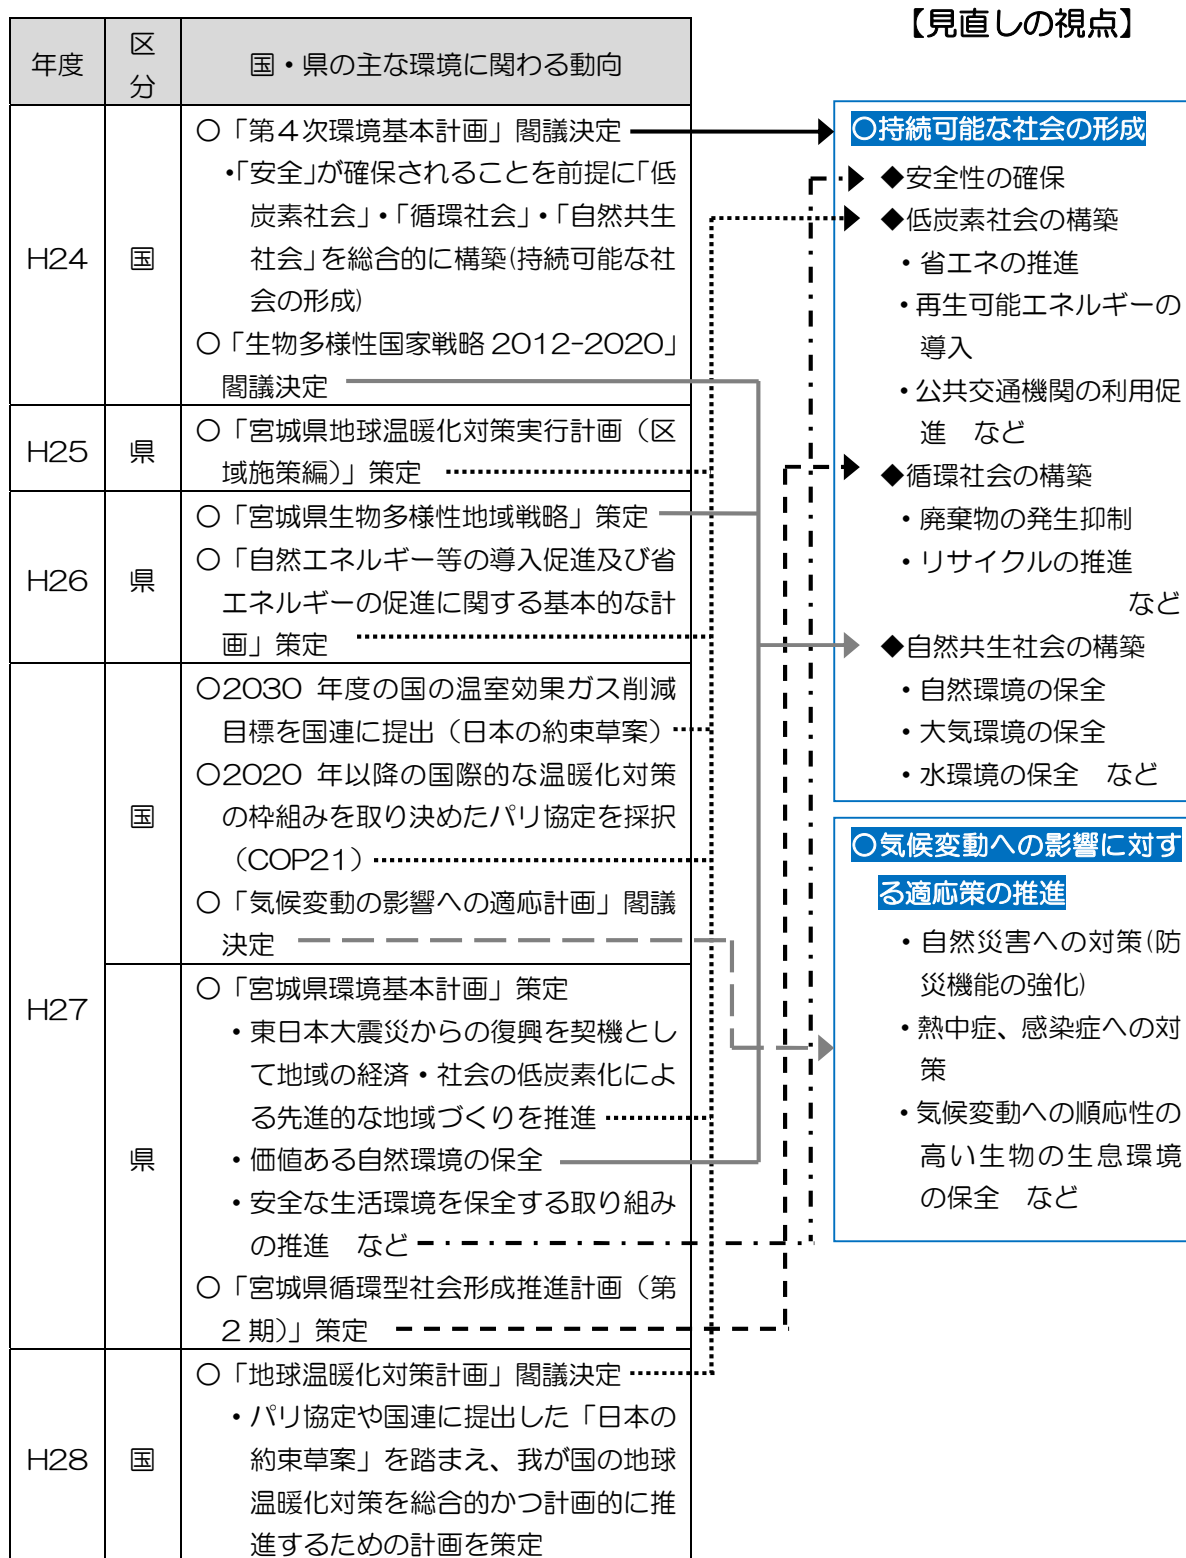 【見直しの視点】
年度
区
分
国・県の主な環境に関わる動向
H24
国
〇「第4次環境基本計画」閣議決定
・「安全」が確保されることを前提に「低
炭素社会」・「循環社会」・「自然共生
社会」を総合的に構築(持続可能な社
会の形成)
〇「生物多様性国家戦略 2012-2020」
閣議決定
H25
県
〇「宮城県地球温暖化対策実行計画（区
域施策編）」策定
H26
県
〇「宮城県生物多様性地域戦略」策定
〇「自然エネルギー等の導入促進及び省
エネルギーの促進に関する基本的な計
画」策定
H27
国
〇2030 年度の国の温室効果ガス削減
目標を国連に提出（日本の約束草案）
〇2020 年以降の国際的な温暖化対策
の枠組みを取り決めたパリ協定を採択
（COP21）
〇「気候変動の影響への適応計画」閣議
決定
県
〇「宮城県環境基本計画」策定
・東日本大震災からの復興を契機とし
て地域の経済・社会の低炭素化によ
る先進的な地域づくりを推進
・価値ある自然環境の保全
・安全な生活環境を保全する取り組み
の推進　など
〇「宮城県循環型社会形成推進計画（第
2 期）」策定
H28
国
〇「地球温暖化対策計画」閣議決定
・パリ協定や国連に提出した「日本の
約束草案」を踏まえ、我が国の地球
温暖化対策を総合的かつ計画的に推
進するための計画を策定
〇持続可能な社会の形成
◆安全性の確保
◆低炭素社会の構築
・省エネの推進
・再生可能エネルギーの
導入
・公共交通機関の利用促
進　など
◆循環社会の構築
・廃棄物の発生抑制
・リサイクルの推進
など
◆自然共生社会の構築
・自然環境の保全
・大気環境の保全
・水環境の保全　など
〇気候変動への影響に対す
る適応策の推進
・自然災害への対策(防
災機能の強化)
・熱中症、感染症への対
策
・気候変動への順応性の
高い生物の生息環境
の保全　など